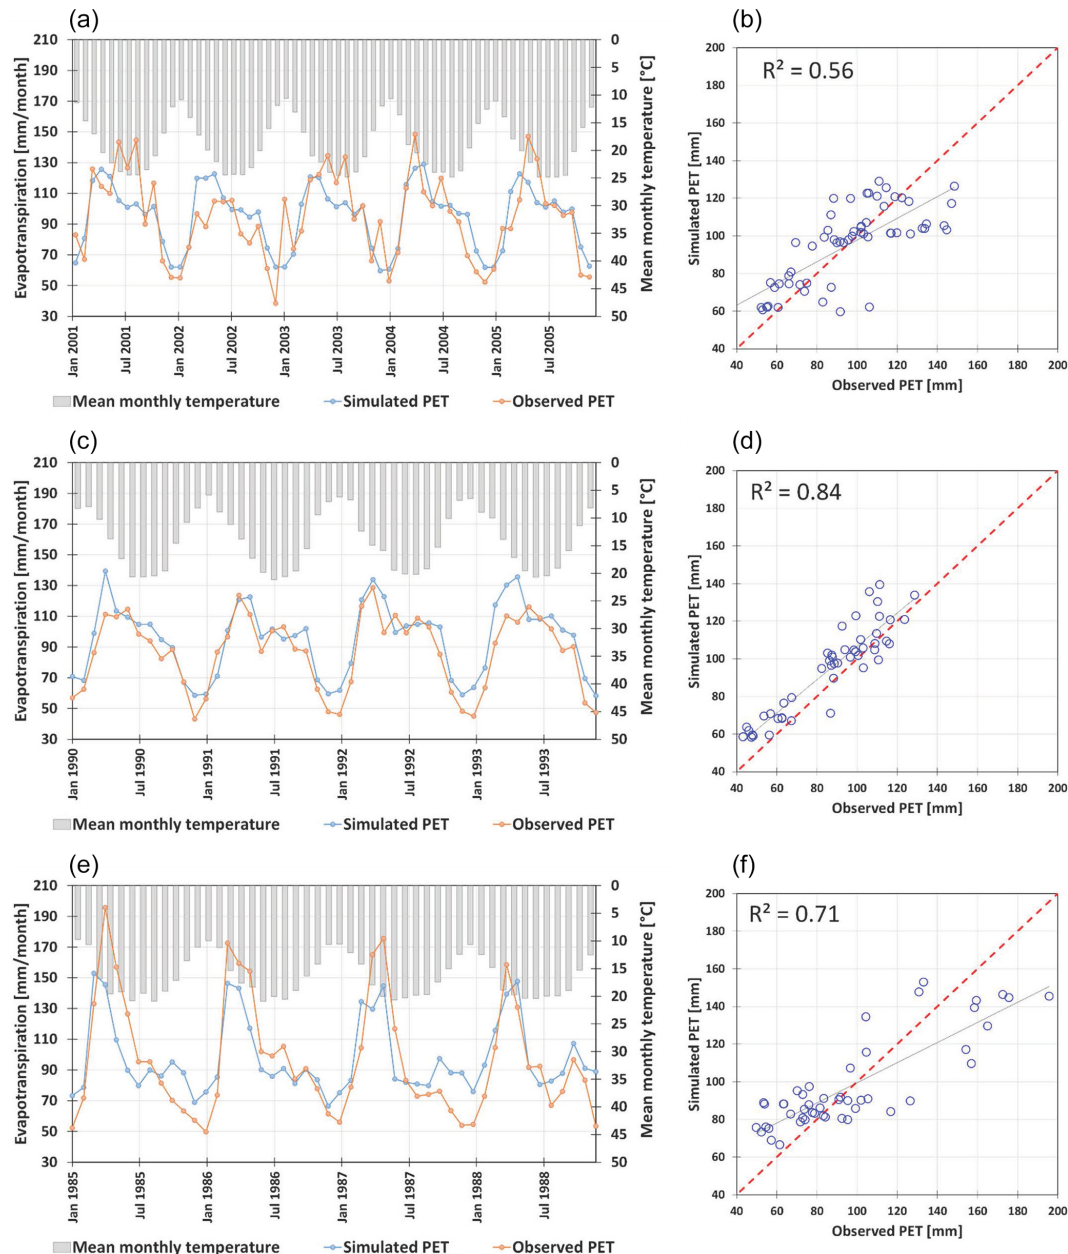 (a)
Evapotranspiration [mm/month]
210
190
170
150
130
110
90
70
50
30
0
5
10
15
20
25
30
35
40
45
50
Mean monthly temperature [°C]
Jan 2001
Jul 2001
Jan 2002
Jul 2002
Jan 2003
Jul 2003
Jan 2004
Jul 2004
Jan 2005
Jul 2005
Mean monthly temperature Simulated PET Observed PET
(b)
R² = 0.56
Simulated PET [mm]
200
180
160
140
120
100
80
60
40
40 60 80 100 120 140 160 180 200
Observed PET [mm]
(c)
Evapotranspiration [mm/month]
210
190
170
150
130
110
90
70
50
30
0
5
10
15
20
25
30
35
40
45
50
Mean monthly temperature [°C]
Jan 1990
Jul 1990
Jan 1991
Jul 1991
Jan 1992
Jul 1992
Jan 1993
Jul 1993
Mean monthly temperature Simulated PET Observed PET
(d)
R² = 0.84
Simulated PET [mm]
200
180
160
140
120
100
80
60
40
40 60 80 100 120 140 160 180 200
Observed PET [mm]
(e)
Evapotranspiration [mm/month]
210
190
170
150
130
110
90
70
50
30
0
5
10
15
20
25
30
35
40
45
50
Mean monthly temperature [°C]
Jan 1985
Jul 1985
Jan 1986
Jul 1986
Jan 1987
Jul 1987
Jan 1988
Jul 1988
Mean monthly temperature Simulated PET Observed PET
(f)
R² = 0.71
Simulated PET [mm]
200
180
160
140
120
100
80
60
40
40 60 80 100 120 140 160 180 200
Observed PET [mm]